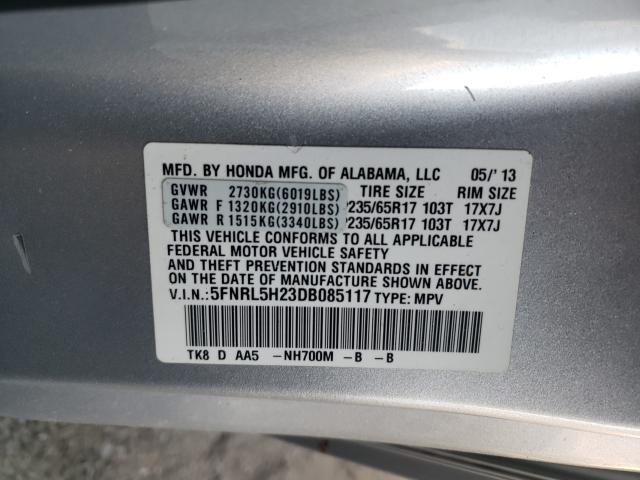 MFD. BY HONDA MFG. OF ALABAMA, LLC 05/'13
GVWR 2730KG(6019LBS) TIRE SIZE RIM SIZE
GAWR F 1320KG(2910LBS) P235/65R17 103T 17X7J
GAWR R 1515KG(3340LBS) P235/65R17 103T 17X7J
THIS VEHICLE CONFORMS TO ALL APPLICABLE
FEDERAL MOTOR VEHICLE SAFETY
AND THEFT PREVENTION STANDARDS IN EFFECT
ON THE DATE OF MANUFACTURE SHOWN ABOVE.
V.I.N.:5FNRL5H23DB085117 TYPE: MPV
TK8 D AA5 -NH700M -B -B